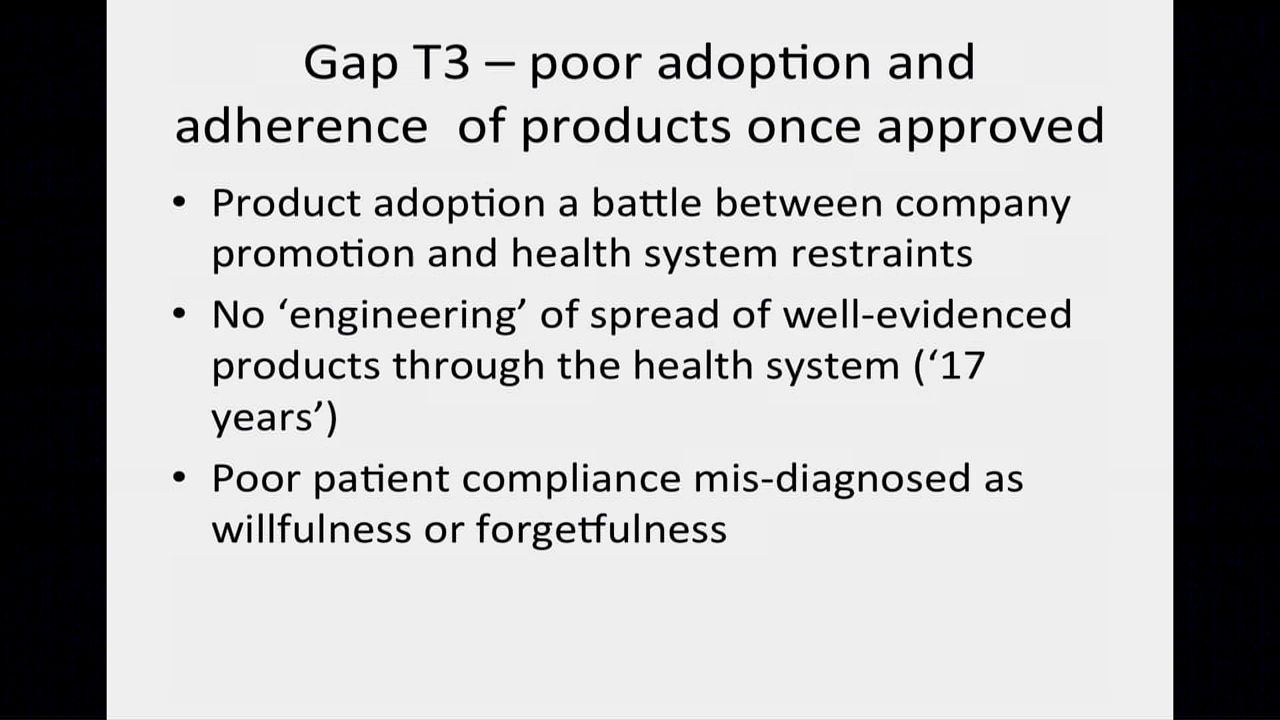 Gap T3 – poor adoption and
adherence  of products once approved
• Product adoption a battle between company
promotion and health system restraints
• No ‘engineering’ of spread of well-evidenced
products through the health system (‘17
years’)
• Poor patient compliance mis-diagnosed as
willfulness or forgetfulness